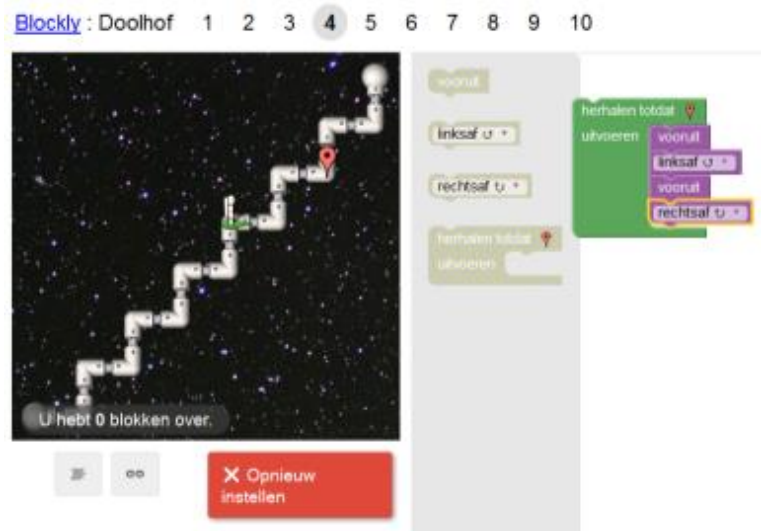 Blockly : Doolhof 1 2 3 4 5 6 7 8 9 10
vooruit
linksaf ↺
rechtsaf ↻
herhalen totdat
uitvoeren
herhalen totdat
uitvoeren vooruit
linksaf ↺
vooruit
rechtsaf ↻
U hebt 0 blokken over.
Opnieuw
instellen